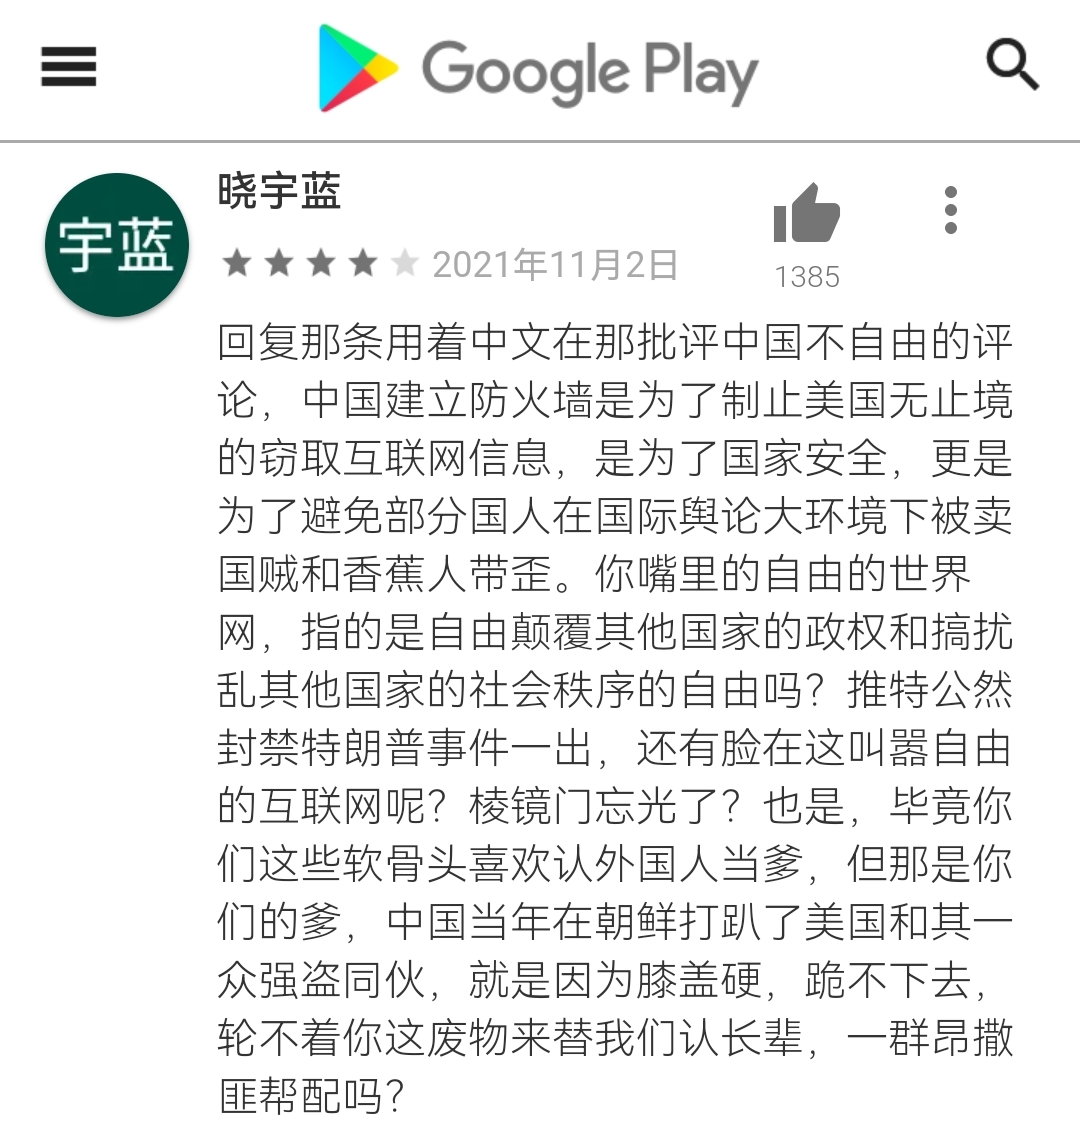 Google Play
晓宇蓝
宇蓝
2021年11月2日
1385
回复那条用着中文在那批评中国不自由的评
论，中国建立防火墙是为了制止美国无止境
的窃取互联网信息，是为了国家安全，更是
为了避免部分国人在国际舆论大环境下被卖
国贼和香蕉人带歪。你嘴里的自由的世界
网，指的是自由颠覆其他国家的政权和搞扰
乱其他国家的社会秩序的自由吗？推特公然
封禁特朗普事件一出，还有脸在这叫嚣自由
的互联网呢？棱镜门忘光了？也是，毕竟你
们这些软骨头喜欢认外国人当爹，但那是你
们的爹，中国当年在朝鲜打趴了美国和其一
众强盗同伙，就是因为膝盖硬，跪不下去，
轮不着你这废物来替我们认长辈，一群昂撒
匪帮配吗？